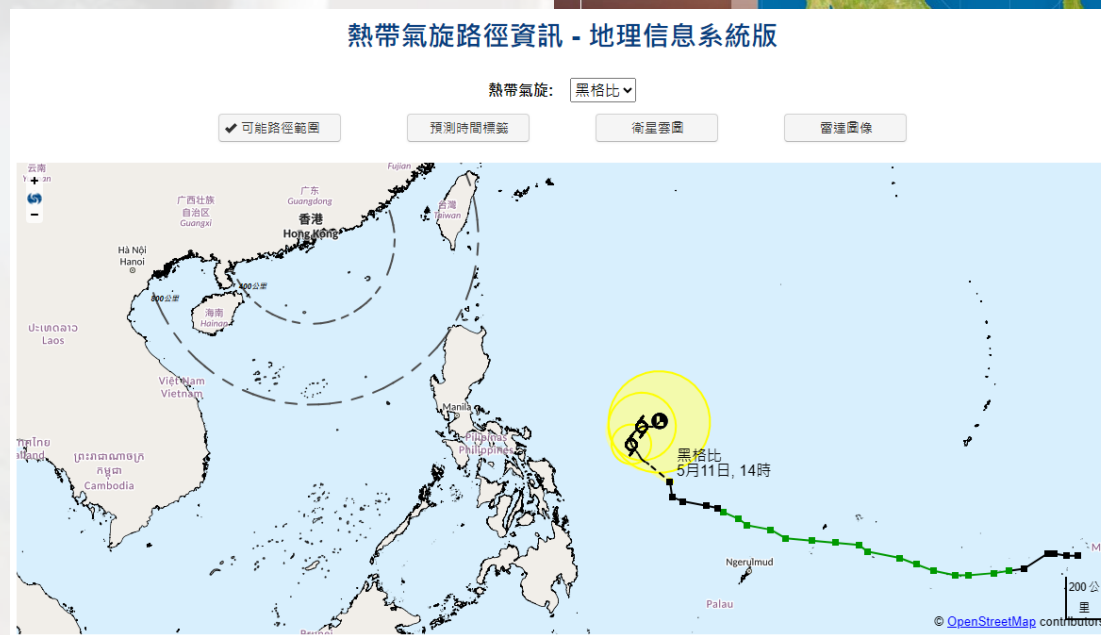 熱帶氣旋路徑資訊 - 地理信息系統版
熱帶氣旋: 黑格比
✔ 可能路徑範圍
預測時間標籤
衛星雲圖
雷達圖像
+
−
云南
广西壮族
自治区
Guangxi
广东
Guangdong
香港
Hong Kong
Fujian
台灣
Taiwan
Hà Nội
Hanoi
800公里
400公里
海南
Hainan
ປະເທດລາວ
Laos
Việt Nam
Vietnam
ព្រះរាជាណាចក្រ
កម្ពុជា
Cambodia
Manila
Pilipinas
Philippines
黑格比
5月11日, 14時
Ngerulmud
Palau
Brunei
200 公
里
© OpenStreetMap contributors